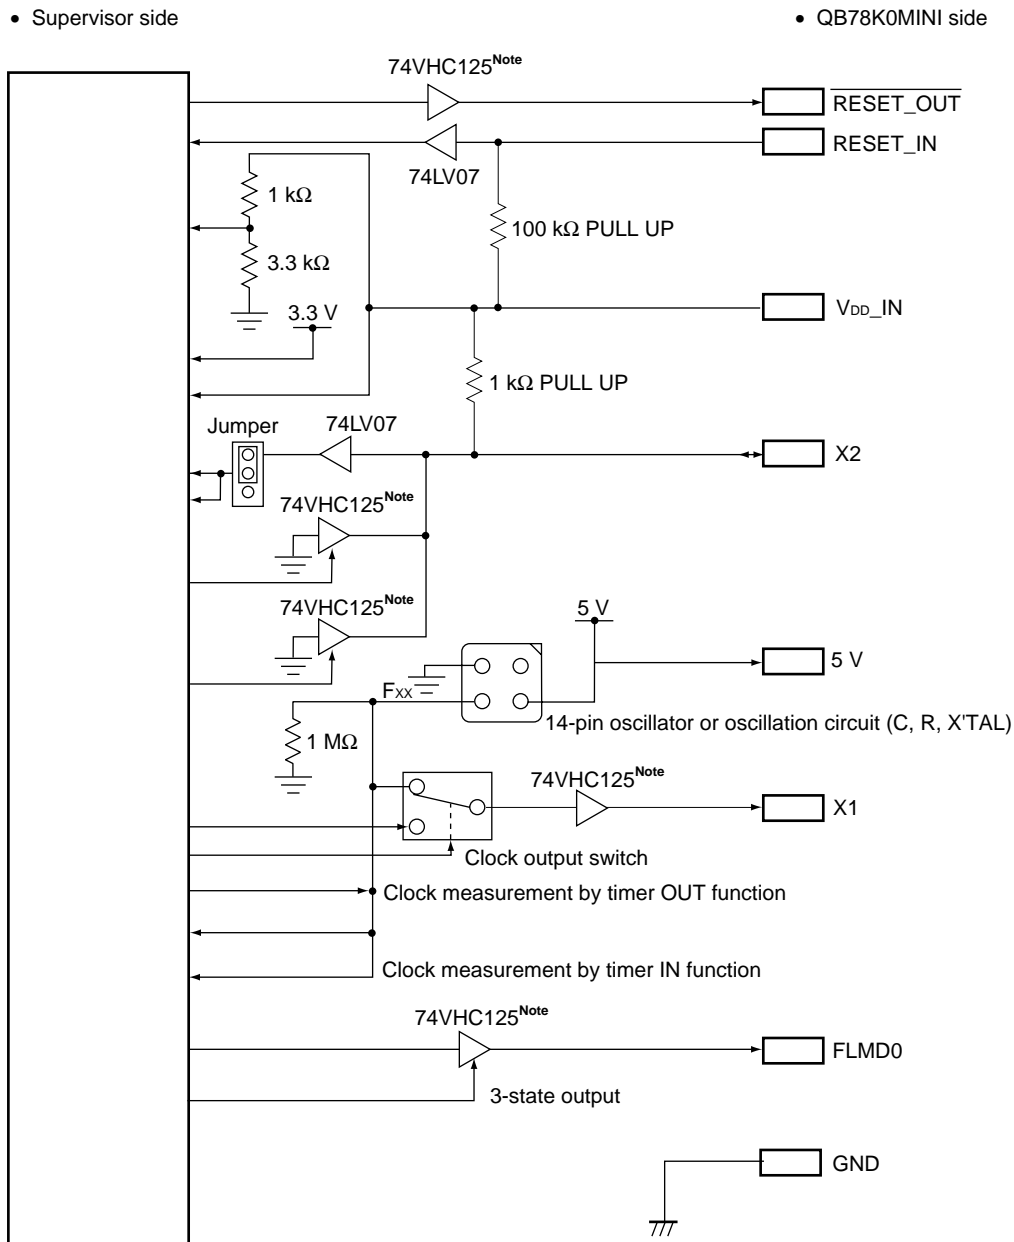 • Supervisor side
• QB78K0MINI side
74VHC125Note
RESET_OUT
RESET_IN
74LV07
1 kΩ
100 kΩ PULL UP
3.3 kΩ
3.3 V
VDD_IN
1 kΩ PULL UP
Jumper
74LV07
X2
74VHC125Note
74VHC125Note
5 V
5 V
FXX
14-pin oscillator or oscillation circuit (C, R, X'TAL)
1 MΩ
74VHC125Note
X1
Clock output switch
Clock measurement by timer OUT function
Clock measurement by timer IN function
74VHC125Note
FLMD0
3-state output
GND